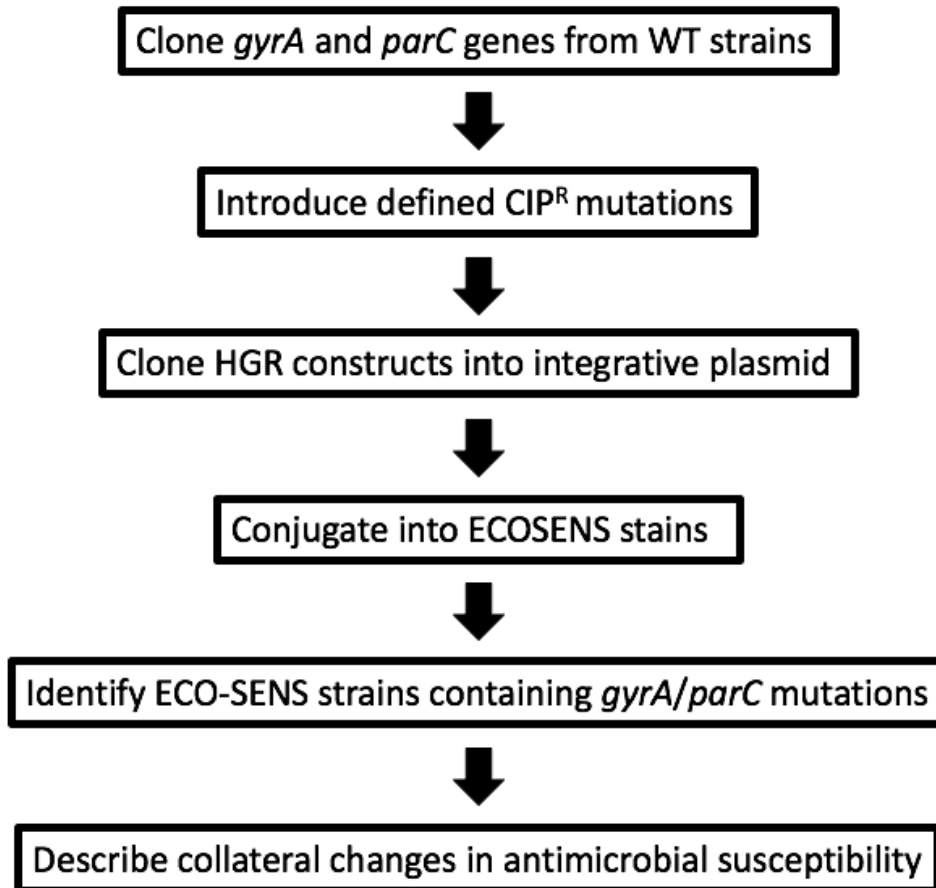 Clone gyrA and parC genes from WT strains
Introduce defined CIPᴿ mutations
Clone HGR constructs into integrative plasmid
Conjugate into ECOSENS stains
Identify ECO-SENS strains containing gyrA/parC mutations
Describe collateral changes in antimicrobial susceptibility